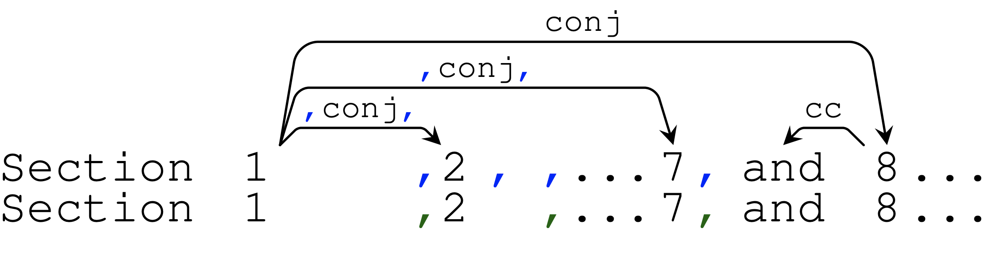 conj
,conj,
,conj,
cc
Section 1 ,2 , ,...7, and 8...
Section 1 ,2 ,...7, and 8...